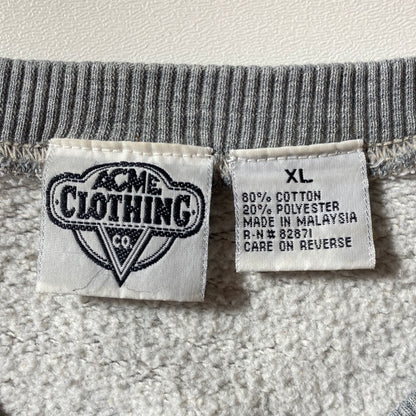 ACME
CLOTHING
CO
XL
80% COTTON
20% POLYESTER
MADE IN MALAYSIA
R-N # 82871
CARE ON REVERSE